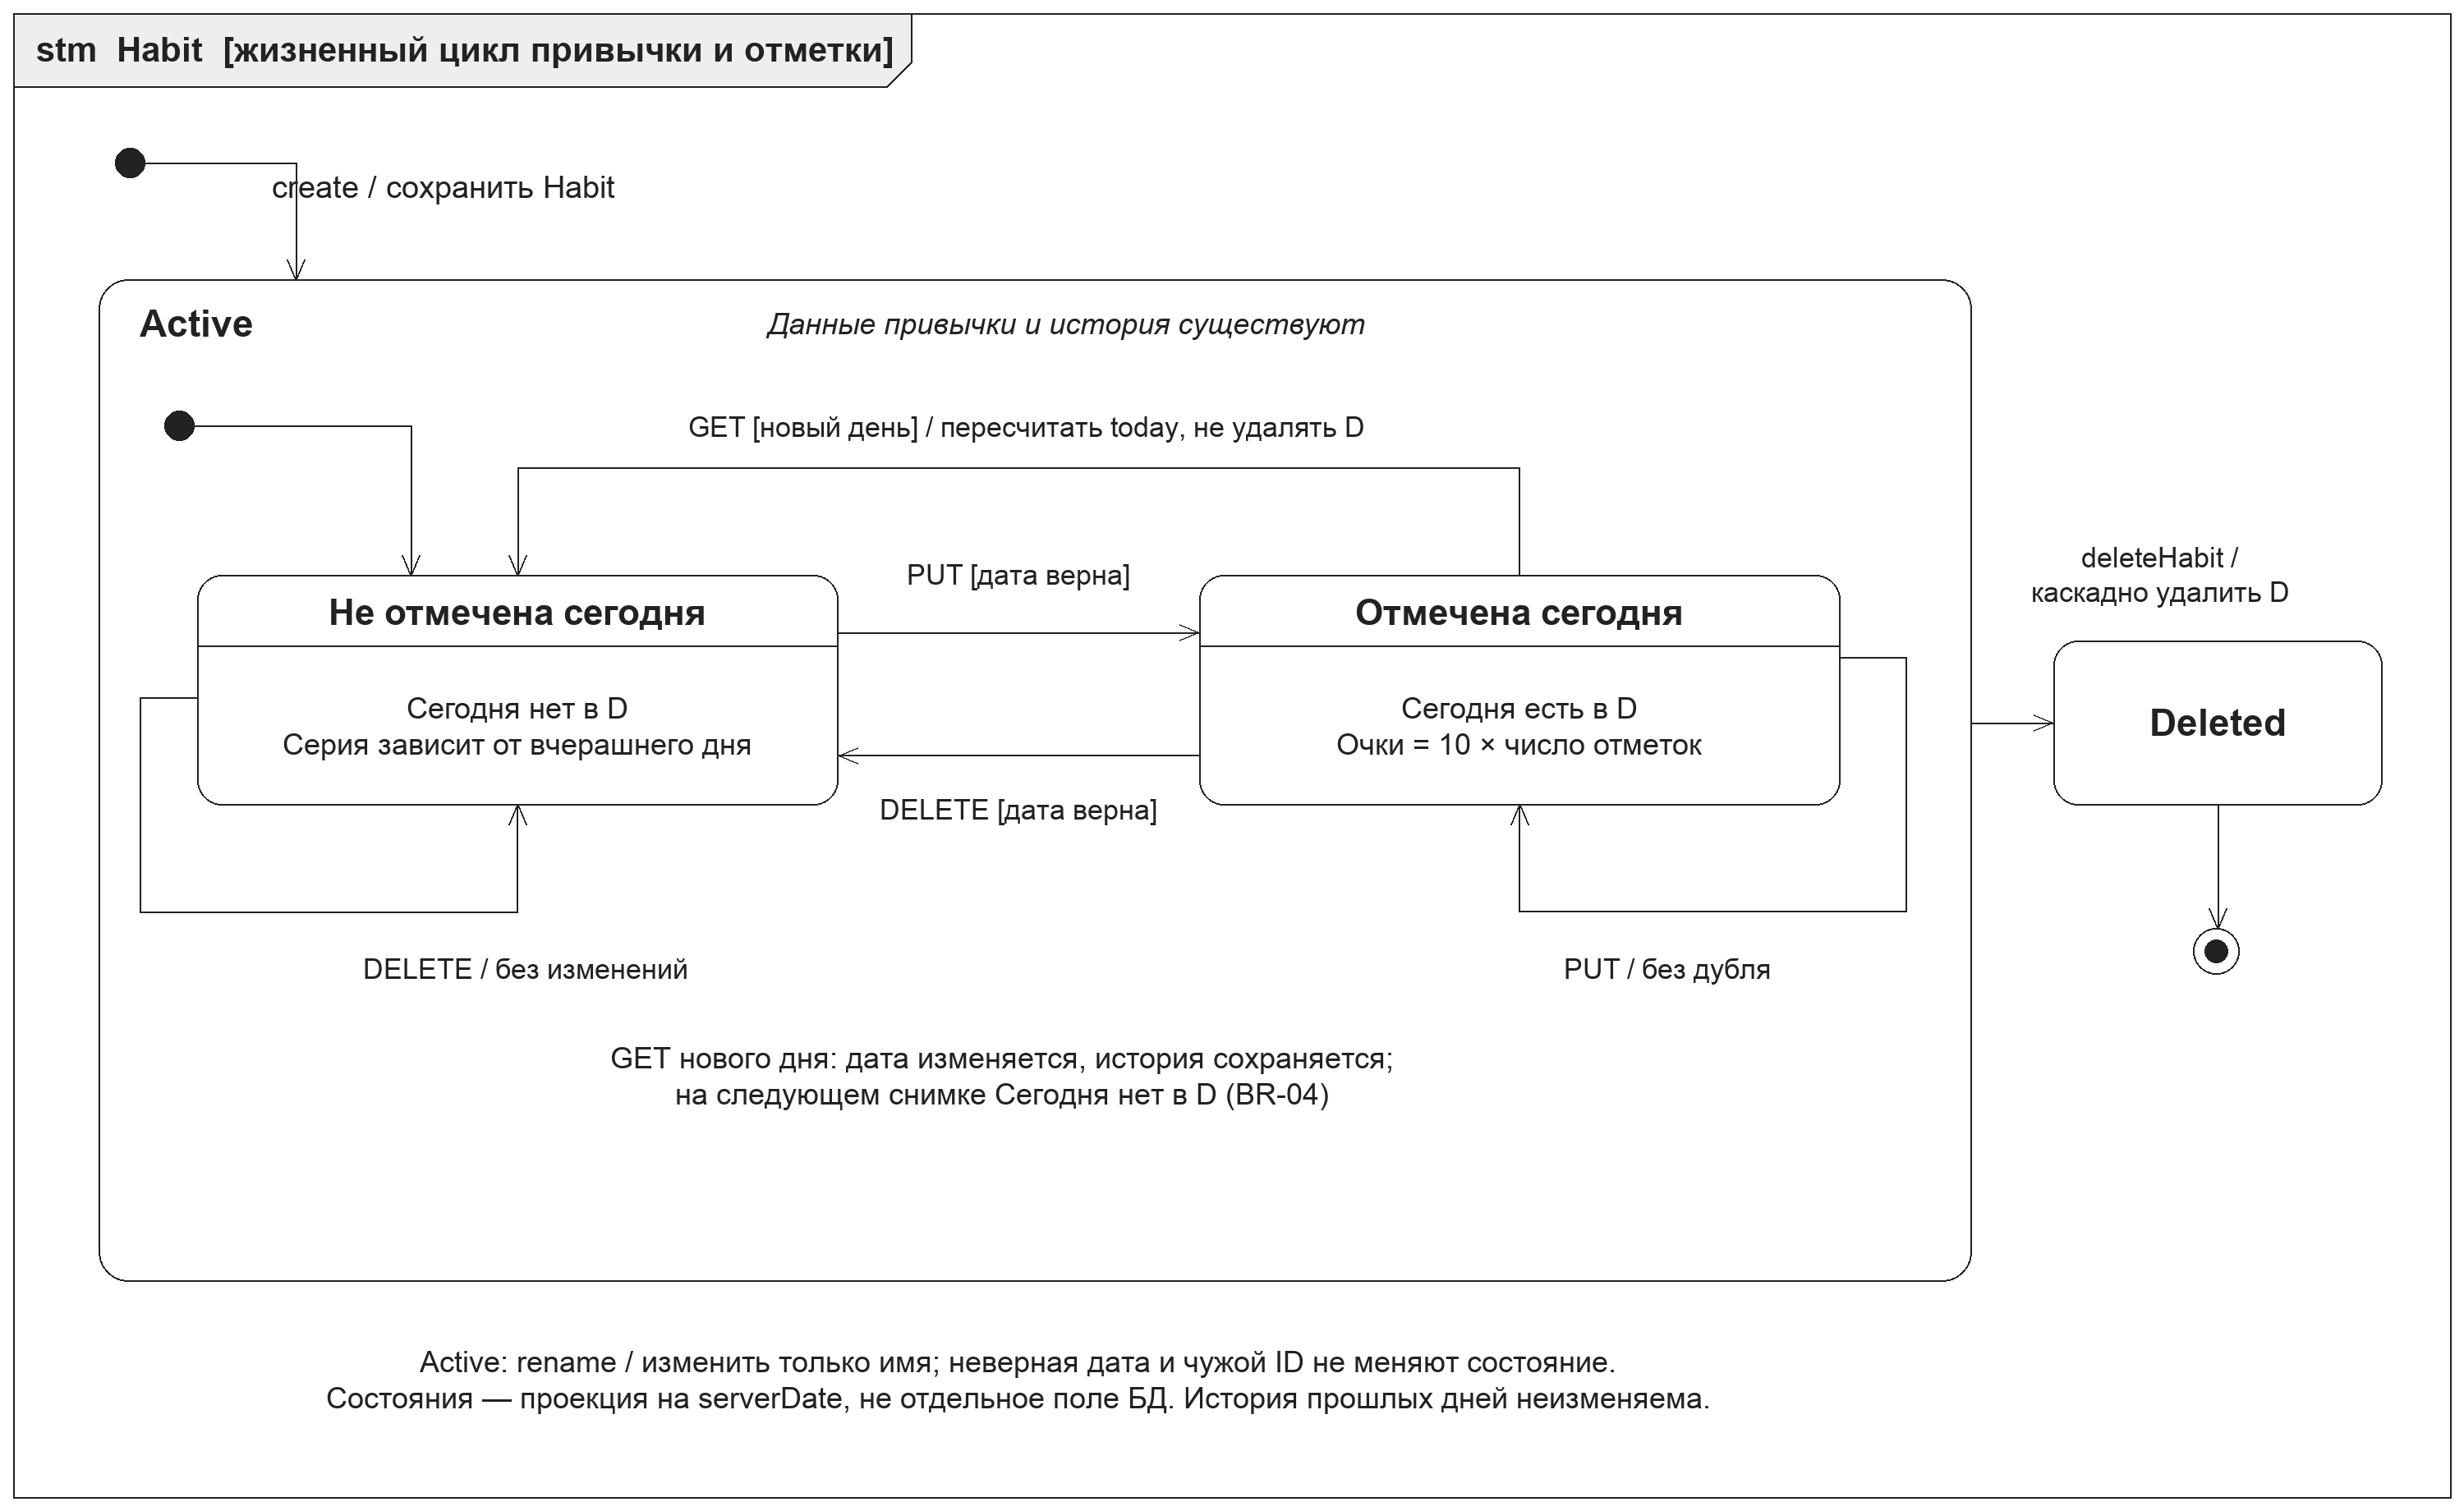 stm Habit [жизненный цикл привычки и отметки]
create / сохранить Habit
Active
Данные привычки и история существуют
GET [новый день] / пересчитать today, не удалять D
deleteHabit /
каскадно удалить D
PUT [дата верна]
Не отмечена сегодня
Отмечена сегодня
Сегодня нет в D
Серия зависит от вчерашнего дня
Сегодня есть в D
Очки = 10 × число отметок
Deleted
DELETE [дата верна]
DELETE / без изменений
PUT / без дубля
GET нового дня: дата изменяется, история сохраняется;
на следующем снимке Сегодня нет в D (BR-04)
Active: rename / изменить только имя; неверная дата и чужой ID не меняют состояние.
Состояния — проекция на serverDate, не отдельное поле БД. История прошлых дней неизменяема.